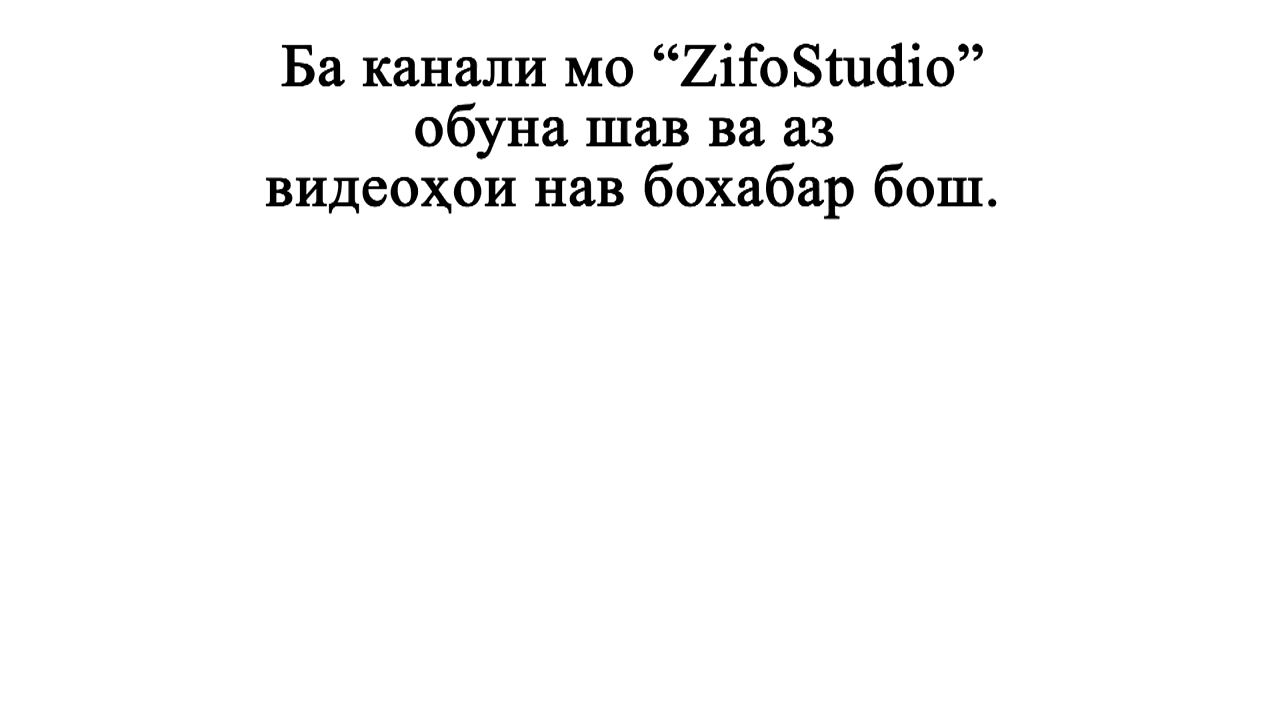 Ба канали мо “ZifoStudio”
обуна шав ва аз
видеоҳои нав бохабар бош.